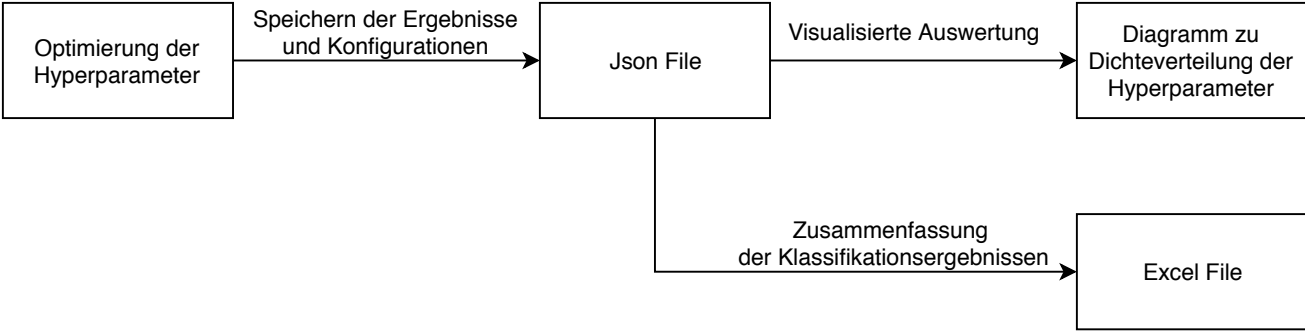 Optimierung der
Hyperparameter
Speichern der Ergebnisse
und Konfigurationen
Json File
Visualisierte Auswertung
Diagramm zu
Dichteverteilung der
Hyperparameter
Zusammenfassung
der Klassifikationsergebnissen
Excel File